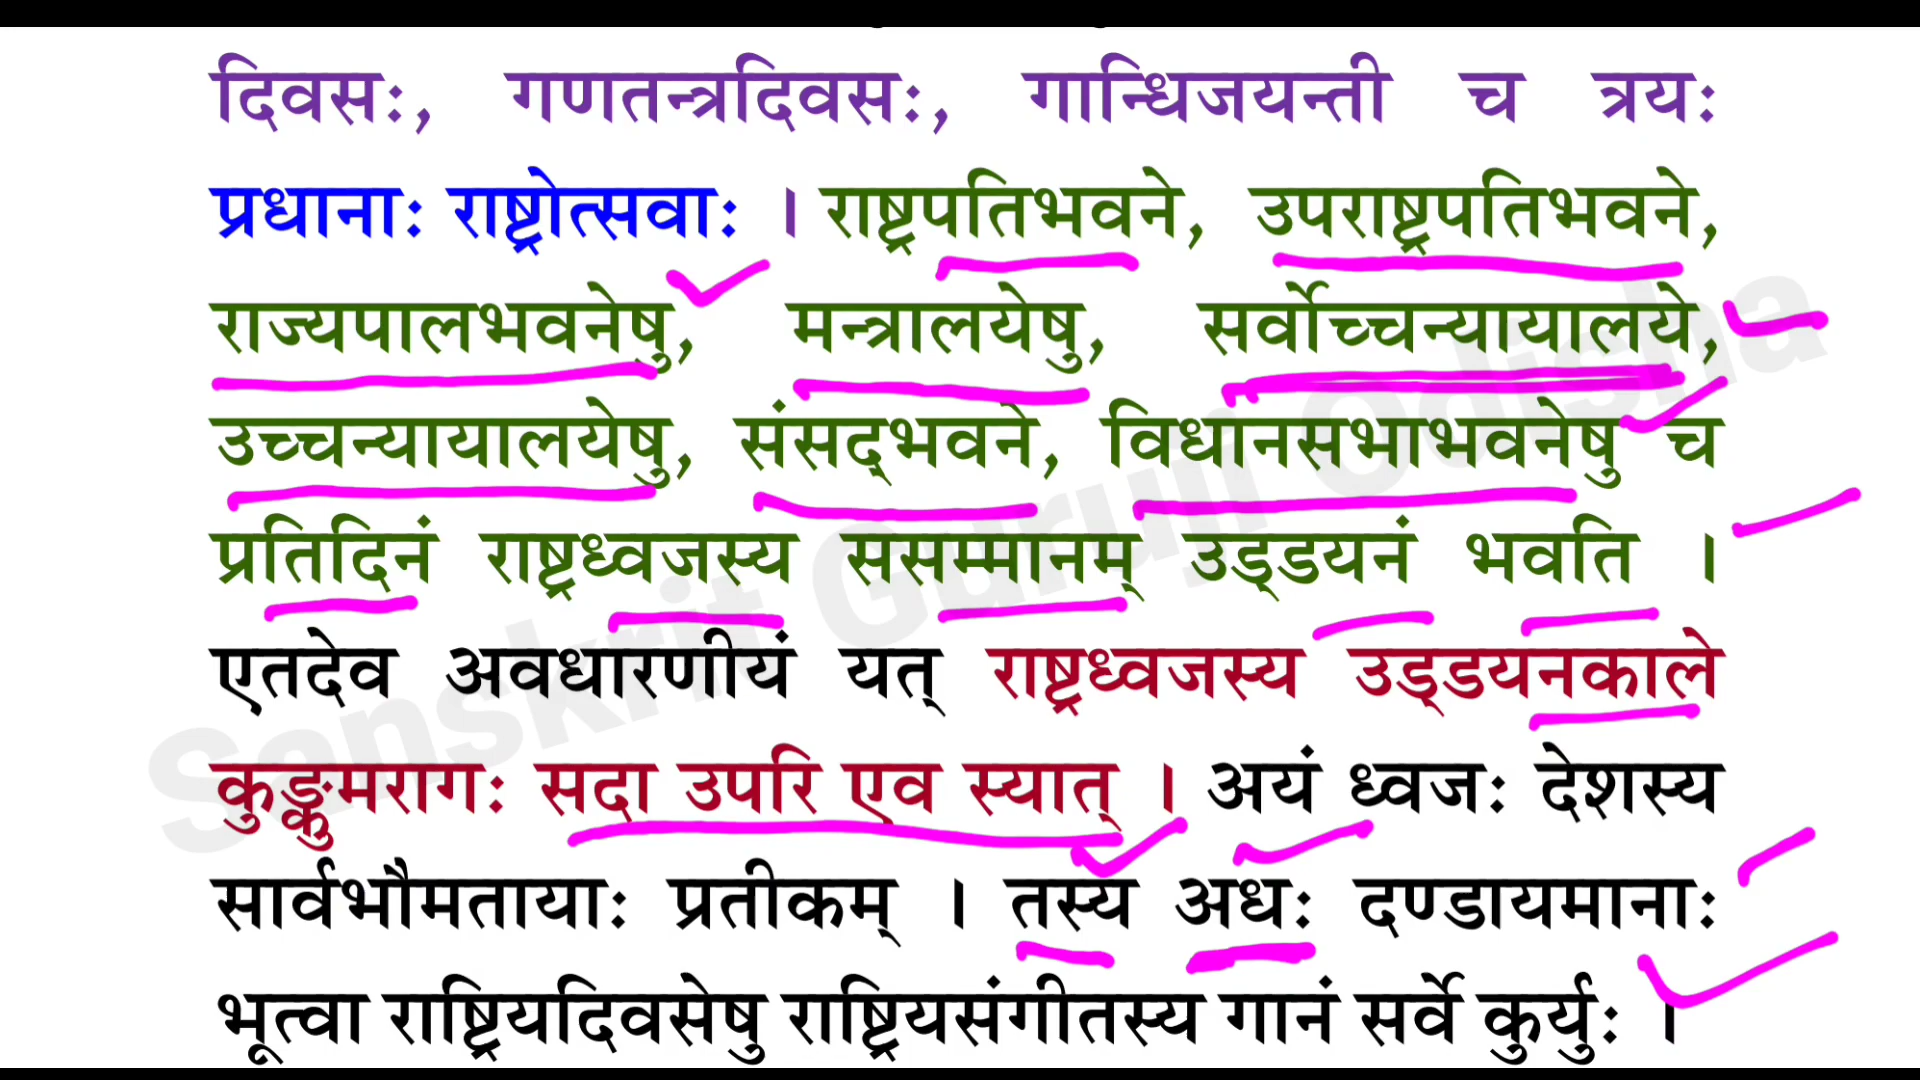 दिवसः, गणतन्त्रदिवसः, गान्धिजयन्ती च त्रयः
प्रधानाः राष्ट्रोत्सवाः । राष्ट्रपतिभवने, उपराष्ट्रपतिभवने,
राज्यपालभवनेषु, मन्त्रालयेषु, सर्वोच्चन्यायालये,
उच्चन्यायालयेषु, संसद्भवने, विधानसभाभवनेषु च
प्रतिदिनं राष्ट्रध्वजस्य ससम्मानम् उड्डयनं भवति ।
एतदेव अवधारणीयं यत् राष्ट्रध्वजस्य उड्डयनकाले
कुङ्कुमरागः सदा उपरि एव स्यात् । अयं ध्वजः देशस्य
सार्वभौमतायाः प्रतीकम् । तस्य अधः दण्डायमानाः
भूत्वा राष्ट्रियदिवसेषु राष्ट्रियसंगीतस्य गानं सर्वे कुर्युः ।
Sanskrit Guruji Odisha